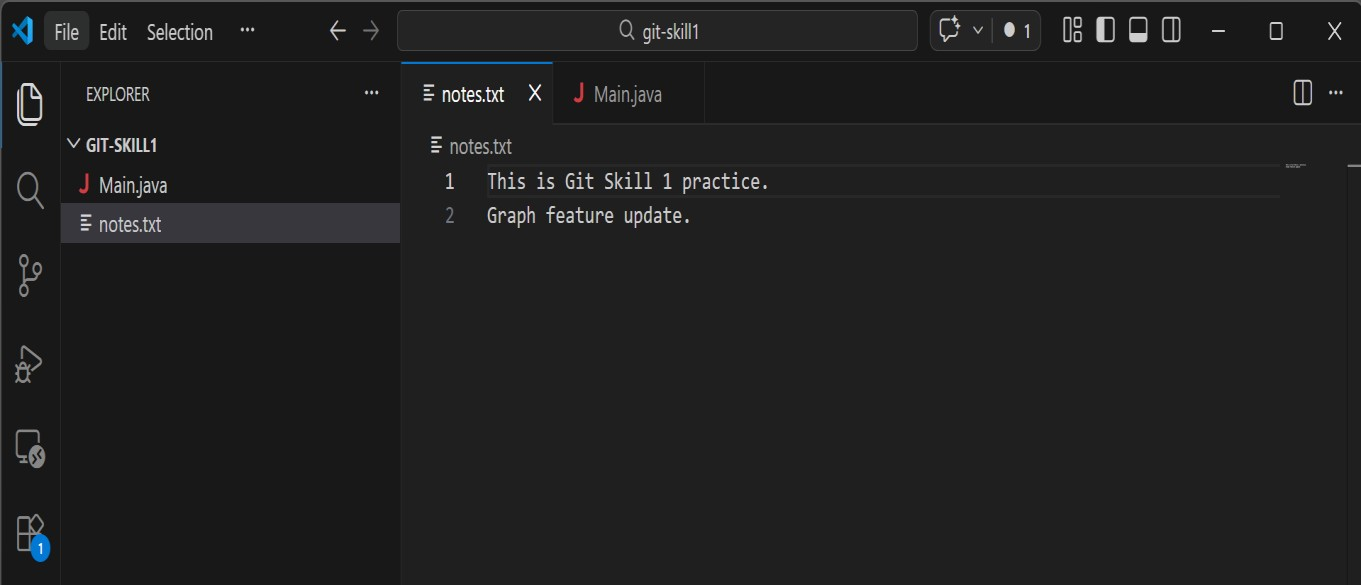 File Edit Selection ···
git-skill1
1
EXPLORER ···
GIT-SKILL1
J Main.java
notes.txt
1
notes.txt X
J Main.java
···
notes.txt
1 This is Git Skill 1 practice.
2 Graph feature update.